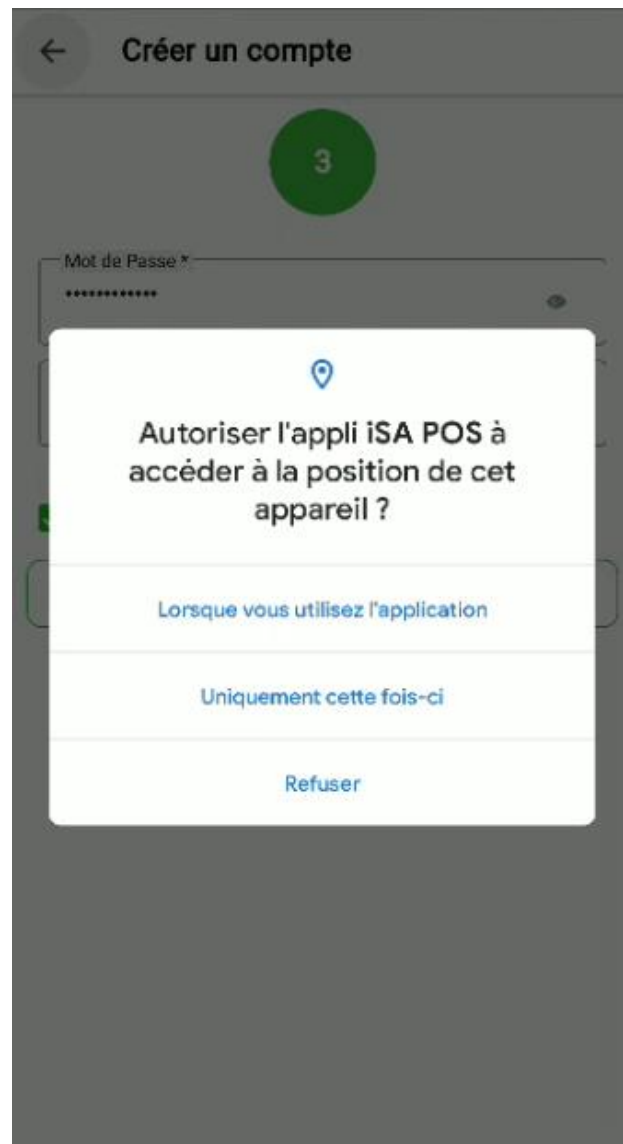 Créer un compte
3
Mot de Passe *
••••••••••••
Autoriser l'appli iSA POS à
accéder à la position de cet
appareil ?
Lorsque vous utilisez l'application
Uniquement cette fois-ci
Refuser